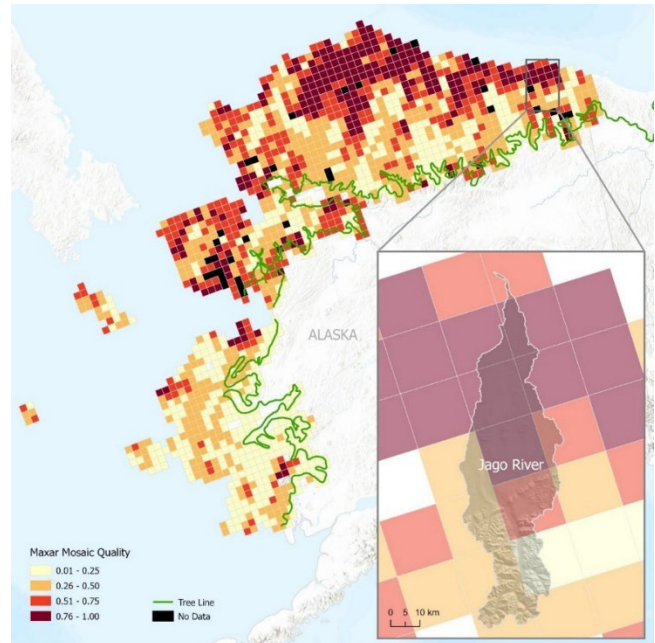 ALASKA
Jago River
Maxar Mosaic Quality
0.01 - 0.25
0.26 - 0.50
0.51 - 0.75
0.76 - 1.00
Tree Line
No Data
0 5 10 km